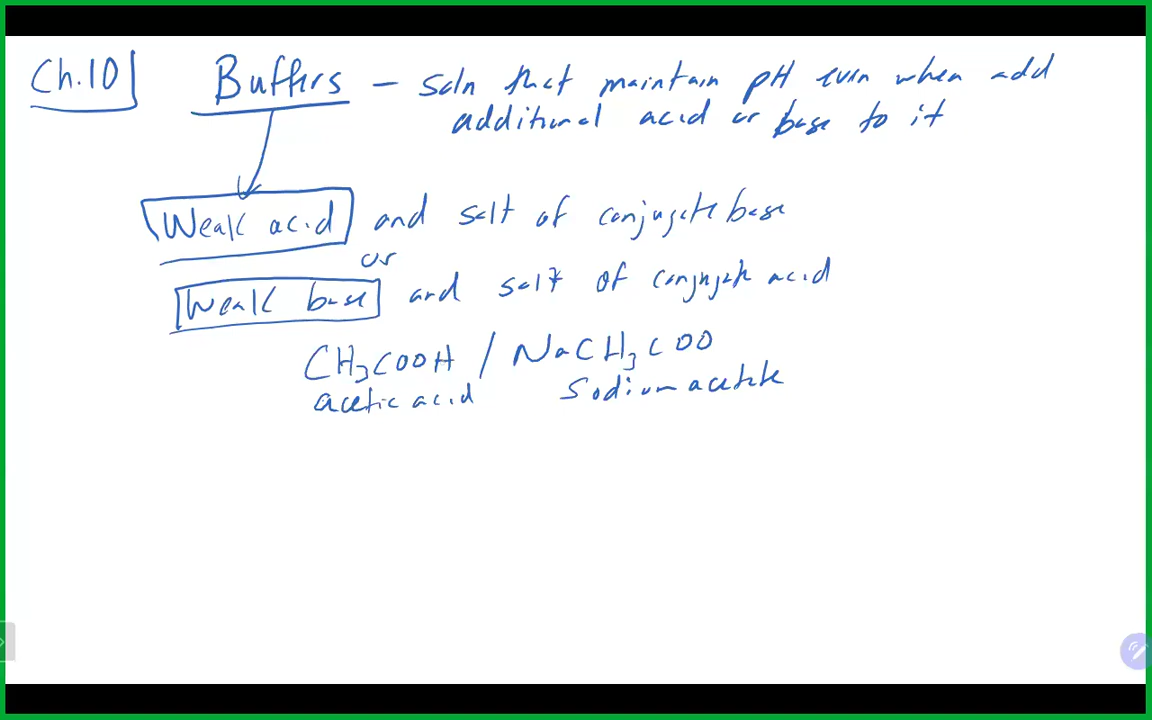 Ch.10 Buffers - soln that maintain pH even when add
additional acid or base to it
Weak acid and salt of conjugate base
or
Weak base and salt of conjugate acid
CH₃COOH / NaCH₃COO
acetic acid Sodium acetate